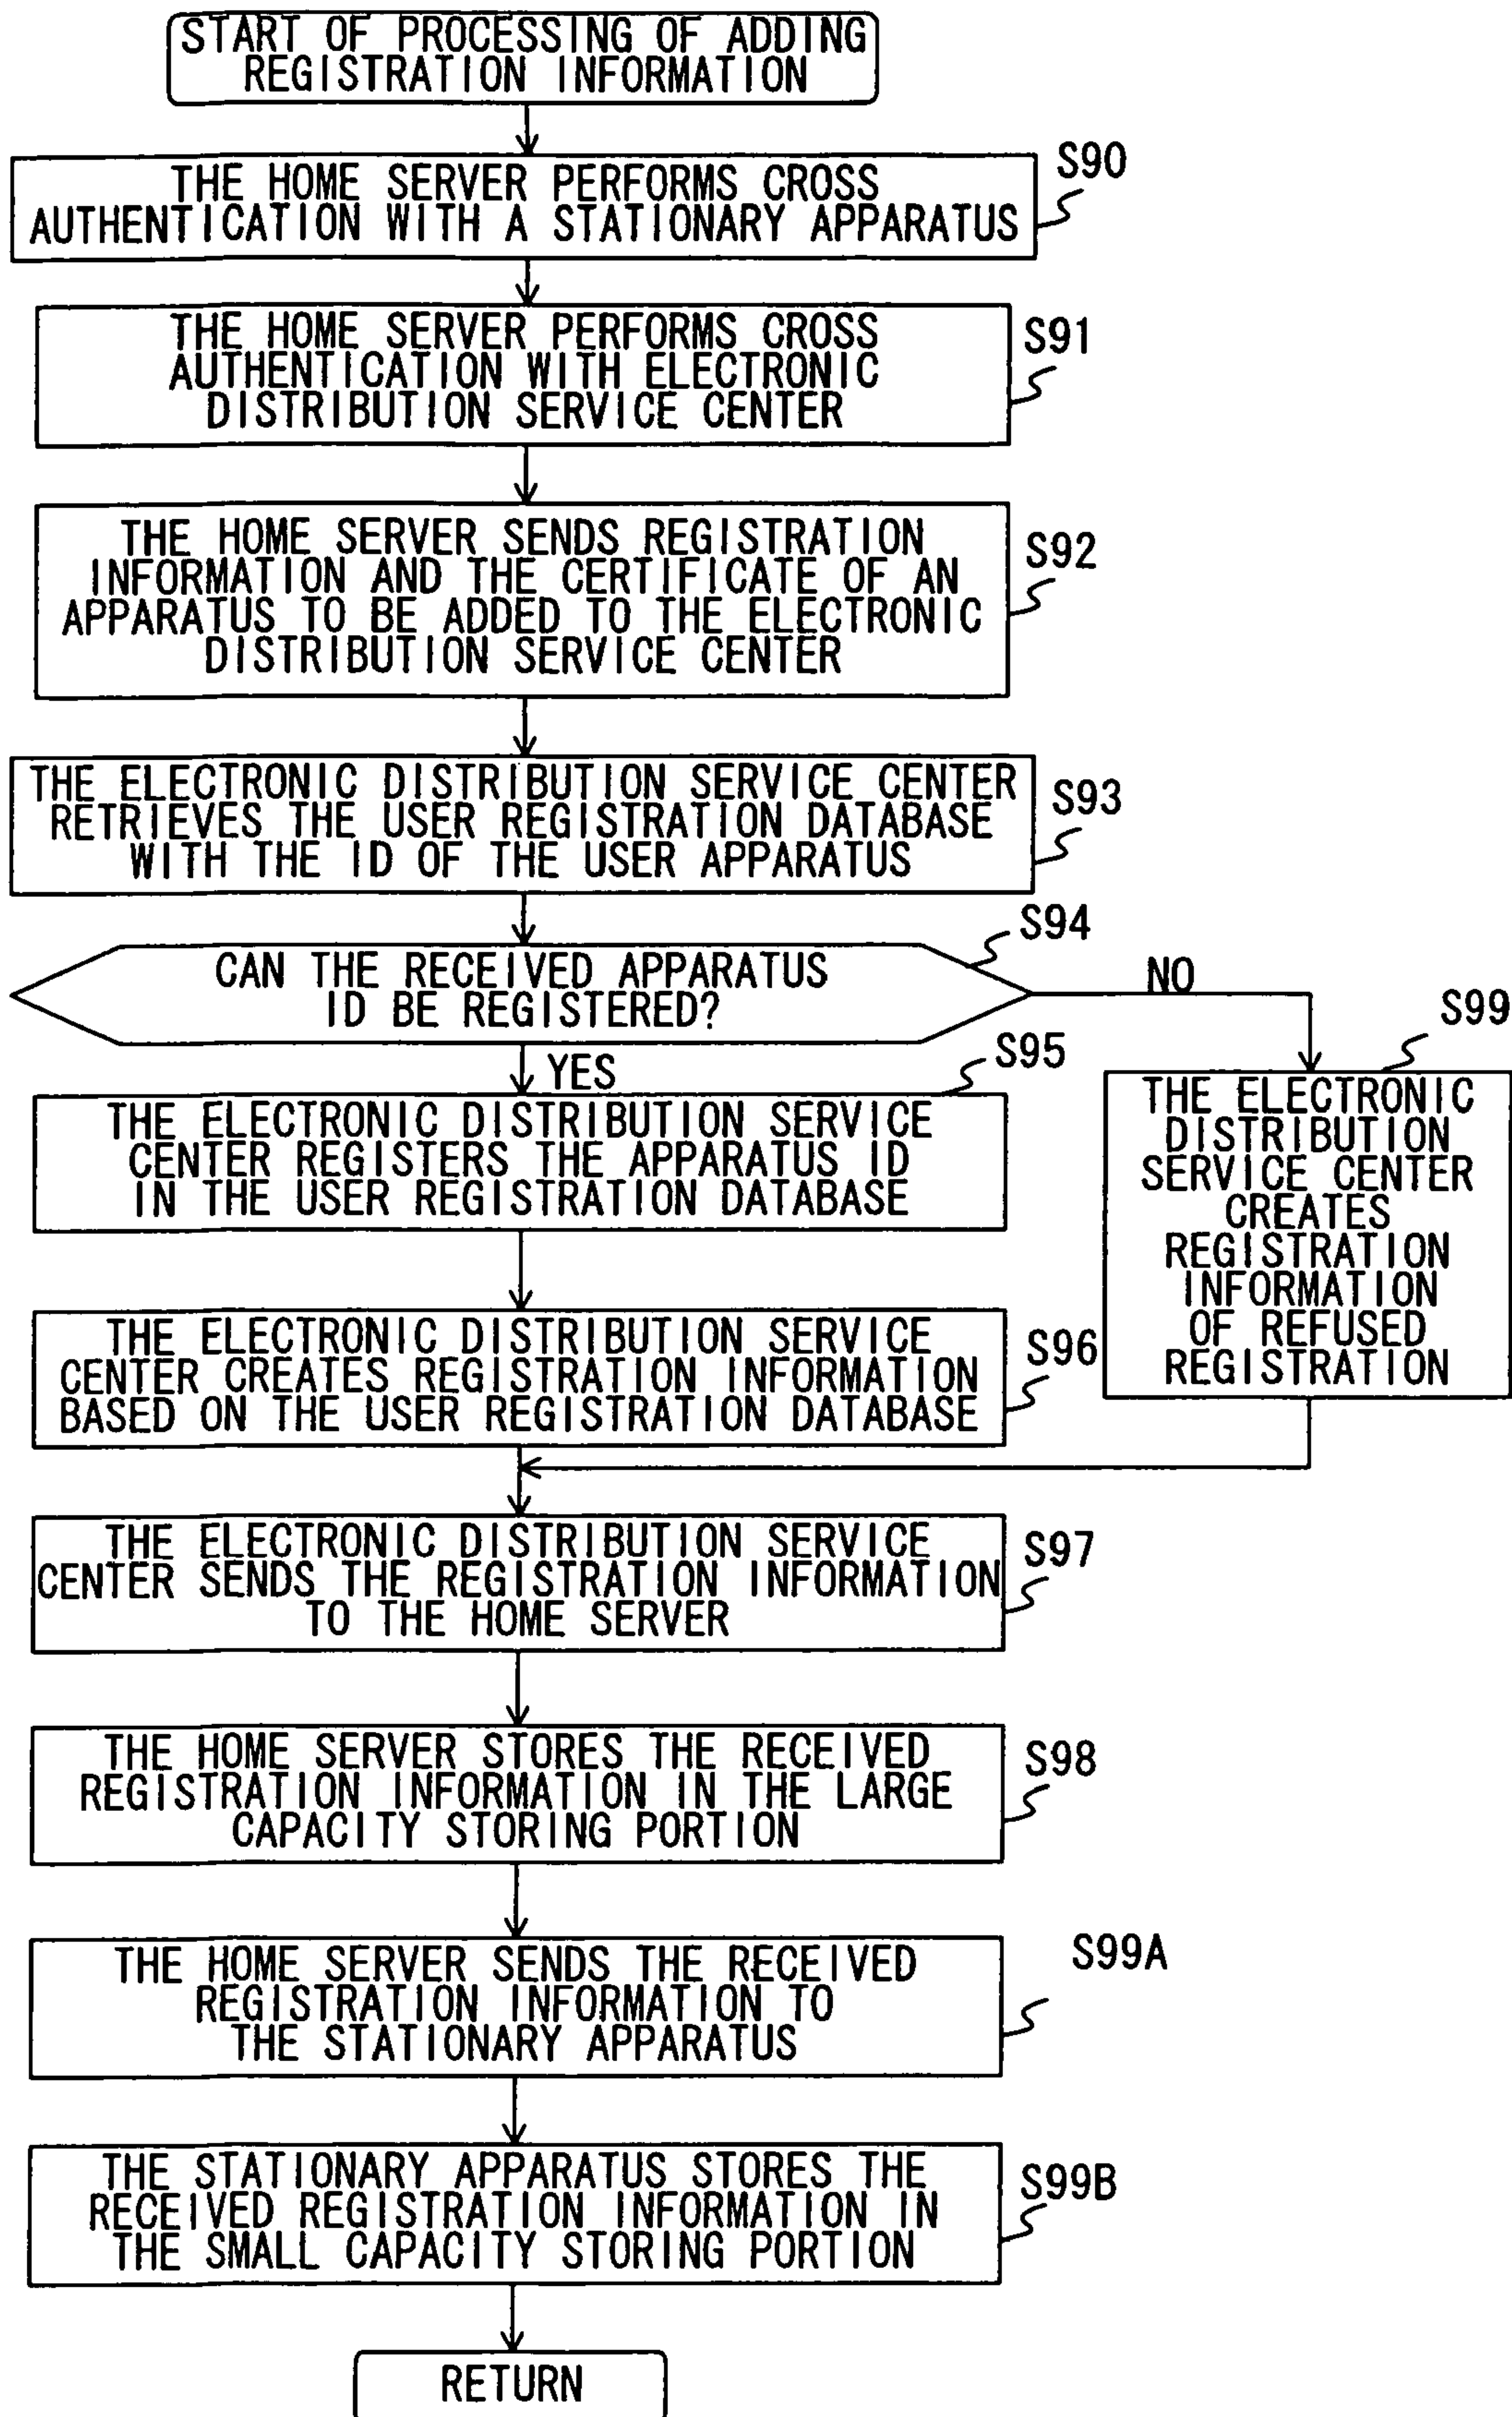 START OF PROCESSING OF ADDING
REGISTRATION INFORMATION
S90
THE HOME SERVER PERFORMS CROSS
AUTHENTICATION WITH A STATIONARY APPARATUS
S91
THE HOME SERVER PERFORMS CROSS
AUTHENTICATION WITH ELECTRONIC
DISTRIBUTION SERVICE CENTER
S92
THE HOME SERVER SENDS REGISTRATION
INFORMATION AND THE CERTIFICATE OF AN
APPARATUS TO BE ADDED TO THE ELECTRONIC
DISTRIBUTION SERVICE CENTER
S93
THE ELECTRONIC DISTRIBUTION SERVICE CENTER
RETRIEVES THE USER REGISTRATION DATABASE
WITH THE ID OF THE USER APPARATUS
S94
CAN THE RECEIVED APPARATUS
ID BE REGISTERED?
NO
YES
S95
THE ELECTRONIC DISTRIBUTION SERVICE
CENTER REGISTERS THE APPARATUS ID
IN THE USER REGISTRATION DATABASE
S99
THE ELECTRONIC
DISTRIBUTION
SERVICE CENTER
CREATES
REGISTRATION
INFORMATION
OF REFUSED
REGISTRATION
S96
THE ELECTRONIC DISTRIBUTION SERVICE
CENTER CREATES REGISTRATION INFORMATION
BASED ON THE USER REGISTRATION DATABASE
S97
THE ELECTRONIC DISTRIBUTION SERVICE
CENTER SENDS THE REGISTRATION INFORMATION
TO THE HOME SERVER
S98
THE HOME SERVER STORES THE RECEIVED
REGISTRATION INFORMATION IN THE LARGE
CAPACITY STORING PORTION
S99A
THE HOME SERVER SENDS THE RECEIVED
REGISTRATION INFORMATION TO
THE STATIONARY APPARATUS
S99B
THE STATIONARY APPARATUS STORES THE
RECEIVED REGISTRATION INFORMATION IN
THE SMALL CAPACITY STORING PORTION
RETURN